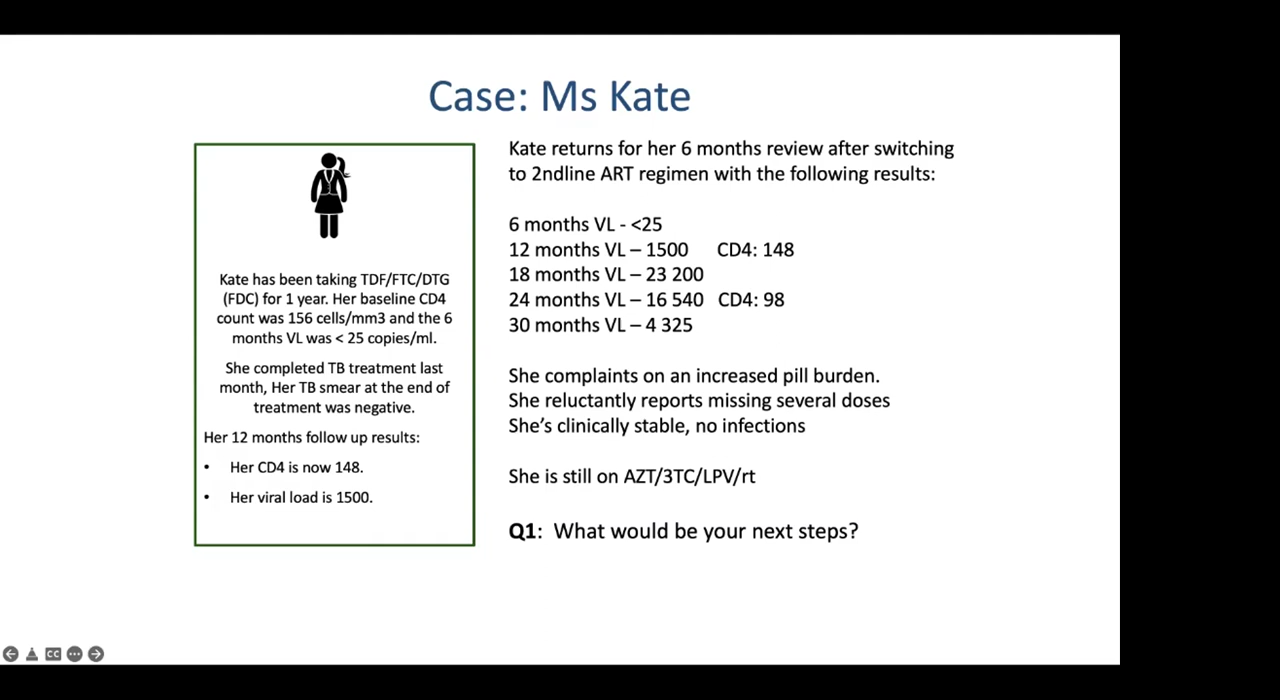 Case: Ms Kate
Kate has been taking TDF/FTC/DTG
(FDC) for 1 year. Her baseline CD4
count was 156 cells/mm3 and the 6
months VL was < 25 copies/ml.
She completed TB treatment last
month, Her TB smear at the end of
treatment was negative.
Her 12 months follow up results:
• Her CD4 is now 148.
• Her viral load is 1500.
Kate returns for her 6 months review after switching
to 2ndline ART regimen with the following results:
6 months VL - <25
12 months VL – 1500 CD4: 148
18 months VL – 23 200
24 months VL – 16 540 CD4: 98
30 months VL – 4 325
She complaints on an increased pill burden.
She reluctantly reports missing several doses
She's clinically stable, no infections
She is still on AZT/3TC/LPV/rt
Q1: What would be your next steps?
CC